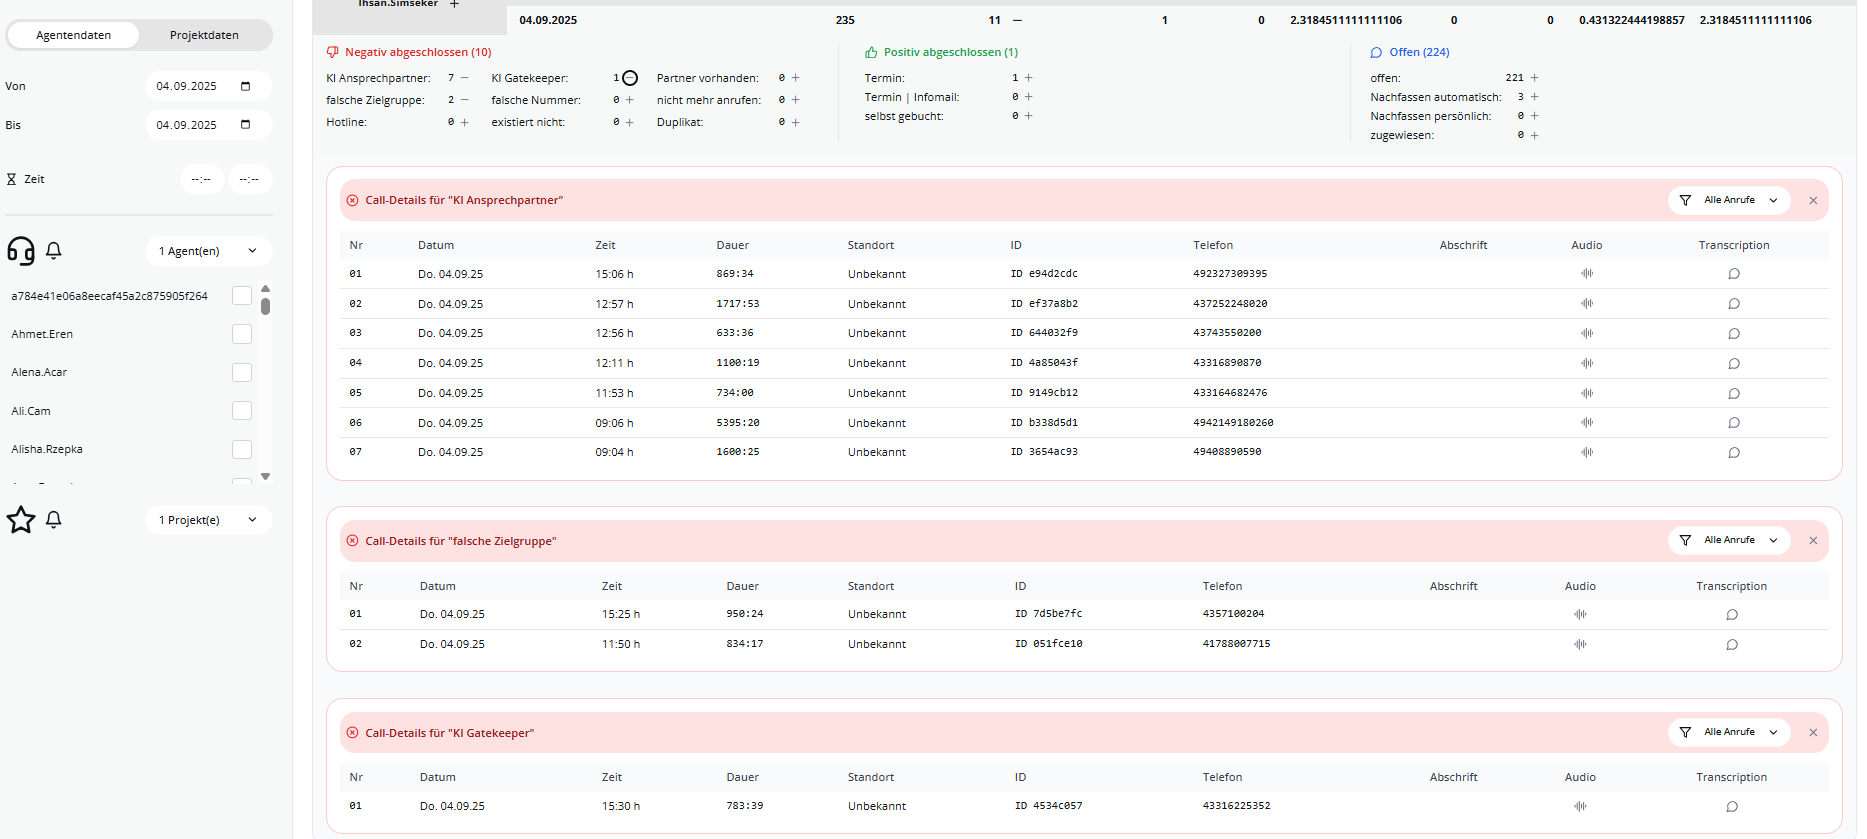 Agentendaten Projektdaten
Von 04.09.2025
Bis 04.09.2025
Zeit --:-- --:--
1 Agent(en)
a784e41e06a8eecaf45a2c875905f264
Ahmet.Eren
Alena.Acar
Ali.Cam
Alisha.Rzepka
1 Projekt(e)
Ihsan.Simseker +
04.09.2025 235 11 − 1 0 2.3184511111111106 0 0 0.431322444198857 2.3184511111111106
Negativ abgeschlossen (10)
KI Ansprechpartner: 7 − KI Gatekeeper: 1 − Partner vorhanden: 0 +
falsche Zielgruppe: 2 − falsche Nummer: 0 + nicht mehr anrufen: 0 +
Hotline: 0 + existiert nicht: 0 + Duplikat: 0 +
Positiv abgeschlossen (1)
Termin: 1 +
Termin | Infomail: 0 +
selbst gebucht: 0 +
Offen (224)
offen: 221 +
Nachfassen automatisch: 3 +
Nachfassen persönlich: 0 +
zugewiesen: 0 +
Call-Details für "KI Ansprechpartner" Alle Anrufe
Nr Datum Zeit Dauer Standort ID Telefon Abschrift Audio Transcription
01 Do. 04.09.25 15:06 h 869:34 Unbekannt ID e94d2cdc 492327309395
02 Do. 04.09.25 12:57 h 1717:53 Unbekannt ID ef37a8b2 437252248020
03 Do. 04.09.25 12:56 h 633:36 Unbekannt ID 644032f9 43743550200
04 Do. 04.09.25 12:11 h 1100:19 Unbekannt ID 4a85043f 43316890870
05 Do. 04.09.25 11:53 h 734:00 Unbekannt ID 9149cb12 433164682476
06 Do. 04.09.25 09:06 h 5395:20 Unbekannt ID b338d5d1 4942149180260
07 Do. 04.09.25 09:04 h 1600:25 Unbekannt ID 3654ac93 49408890590
Call-Details für "falsche Zielgruppe" Alle Anrufe
Nr Datum Zeit Dauer Standort ID Telefon Abschrift Audio Transcription
01 Do. 04.09.25 15:25 h 950:24 Unbekannt ID 7d5be7fc 4357100204
02 Do. 04.09.25 11:50 h 834:17 Unbekannt ID 051fce10 41788007715
Call-Details für "KI Gatekeeper" Alle Anrufe
Nr Datum Zeit Dauer Standort ID Telefon Abschrift Audio Transcription
01 Do. 04.09.25 15:30 h 783:39 Unbekannt ID 4534c057 43316225352